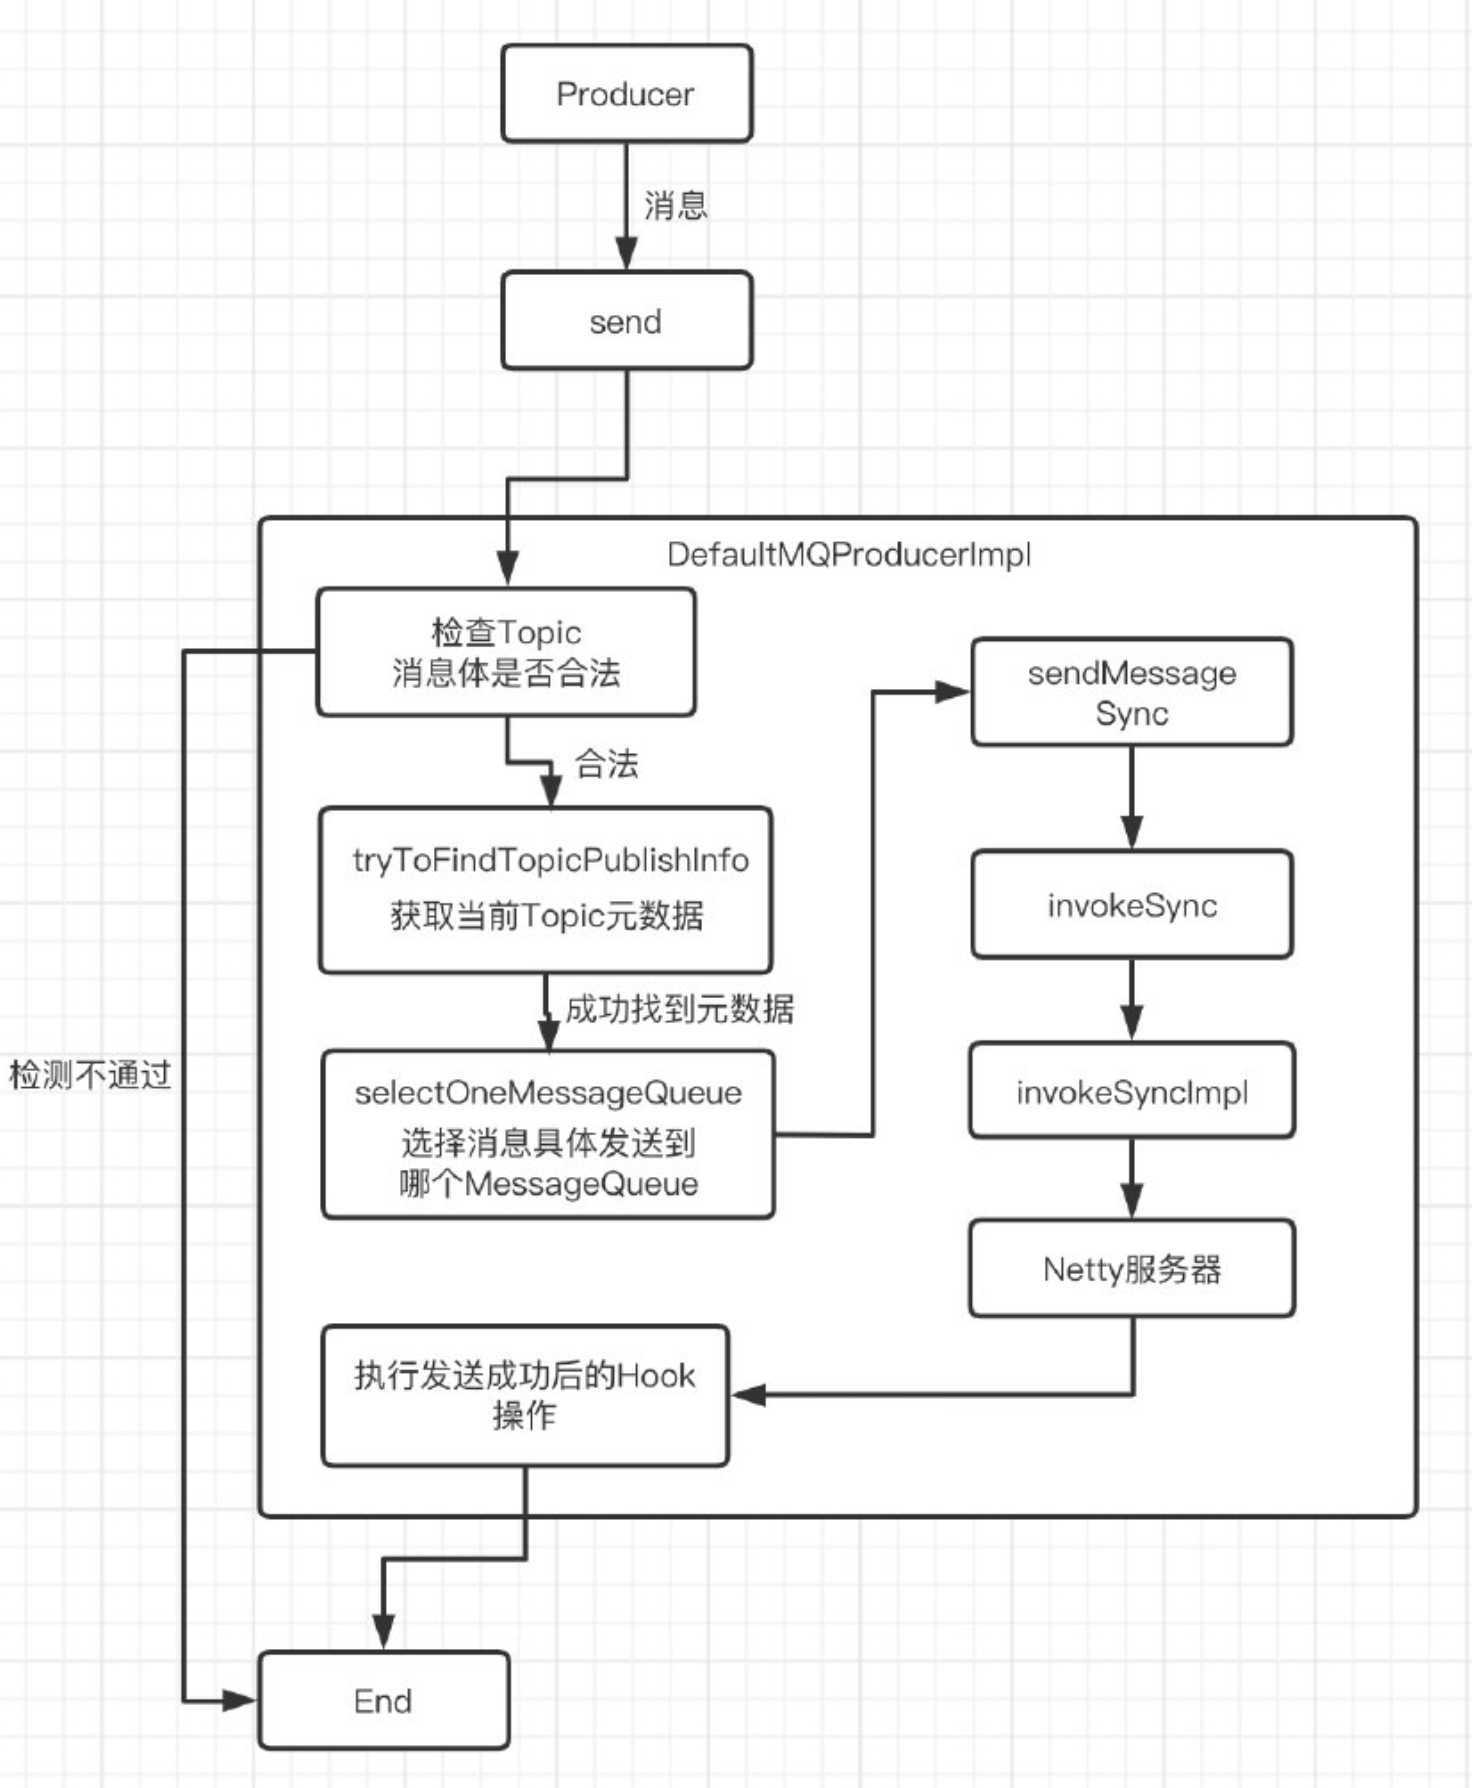 Producer
消息
send
DefaultMQProducerImpl
检查Topic
消息体是否合法
合法
tryToFindTopicPublishInfo
获取当前Topic元数据
成功找到元数据
selectOneMessageQueue
选择消息具体发送到
哪个MessageQueue
sendMessage
Sync
invokeSync
invokeSyncImpl
Netty服务器
执行发送成功后的Hook
操作
检测不通过
End